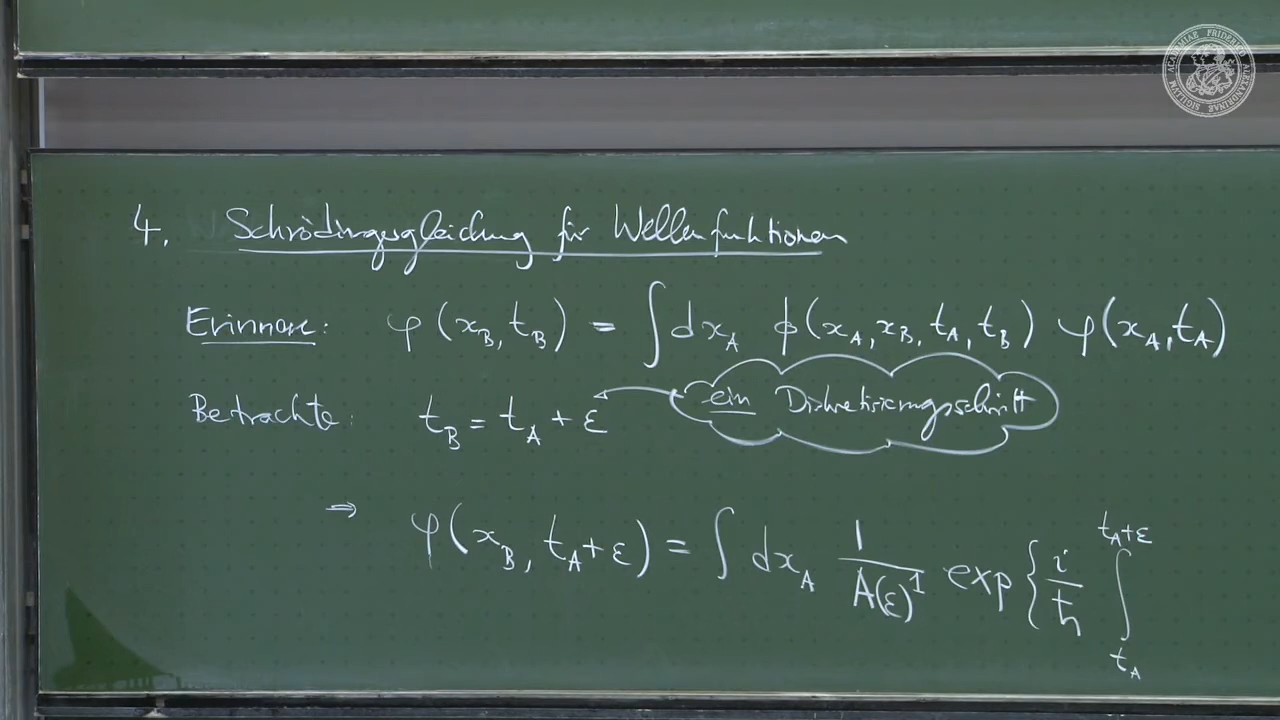 4. Schrödingergleichung für Wellenfunktionen
Erinnere: φ(x_B, t_B) = ∫ dx_A ϕ(x_A, x_B, t_A, t_B) φ(x_A, t_A)
Betrachte: t_B = t_A + ε ein Diskretisierungsschritt
⇒ φ(x_B, t_A+ε) = ∫ dx_A 1/A(ε)^1 exp { i/ħ ∫_{t_A}^{t_A+ε}